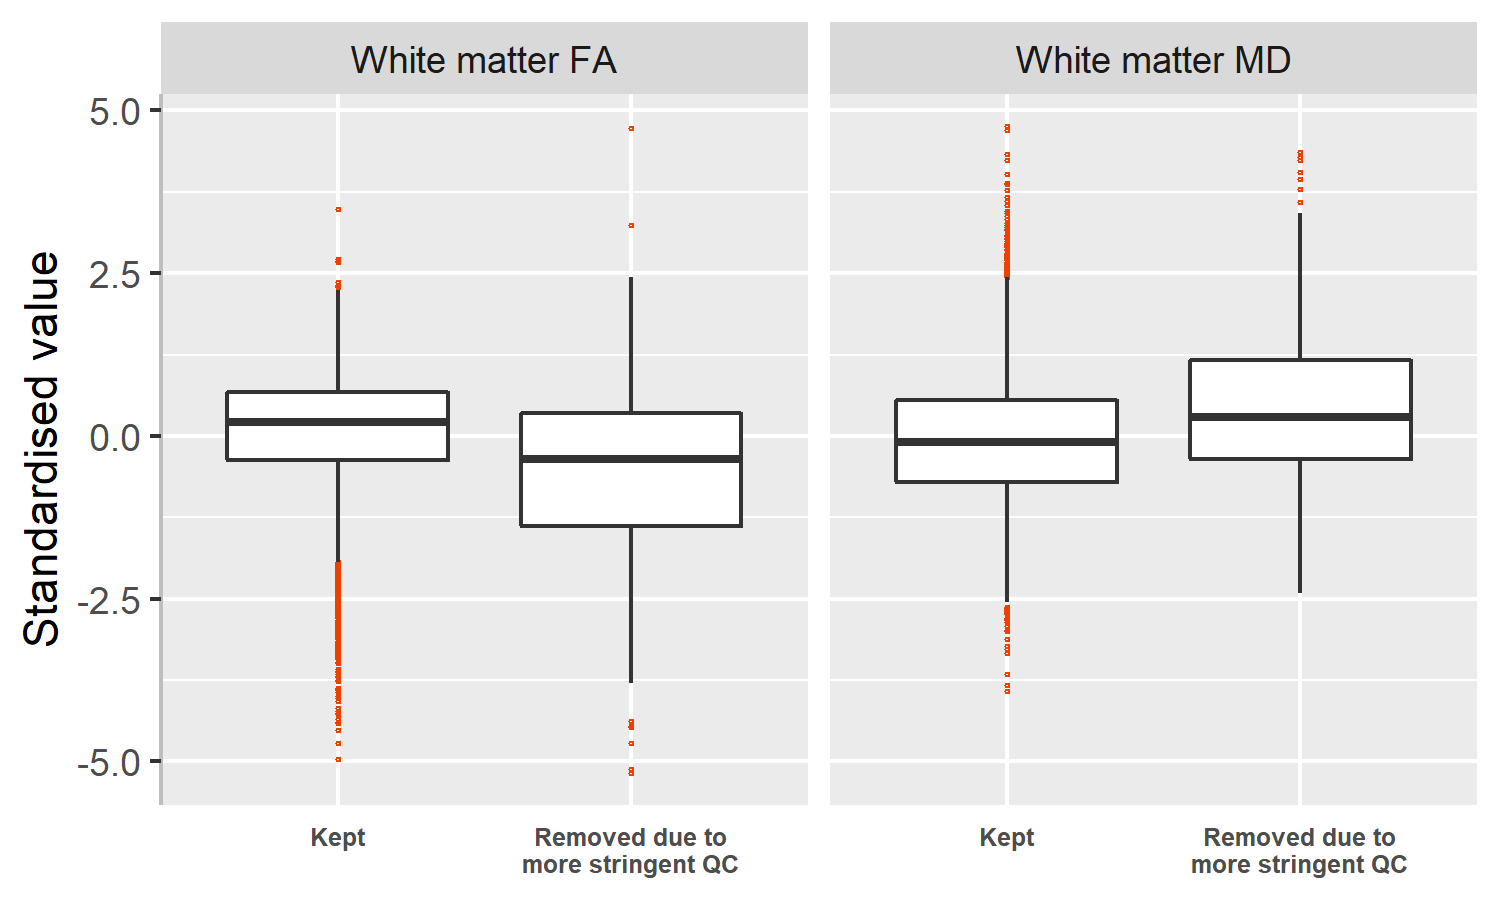 White matter FA
White matter MD
Standardised value
5.0
2.5
0.0
-2.5
-5.0
Kept
Removed due to
more stringent QC
Kept
Removed due to
more stringent QC